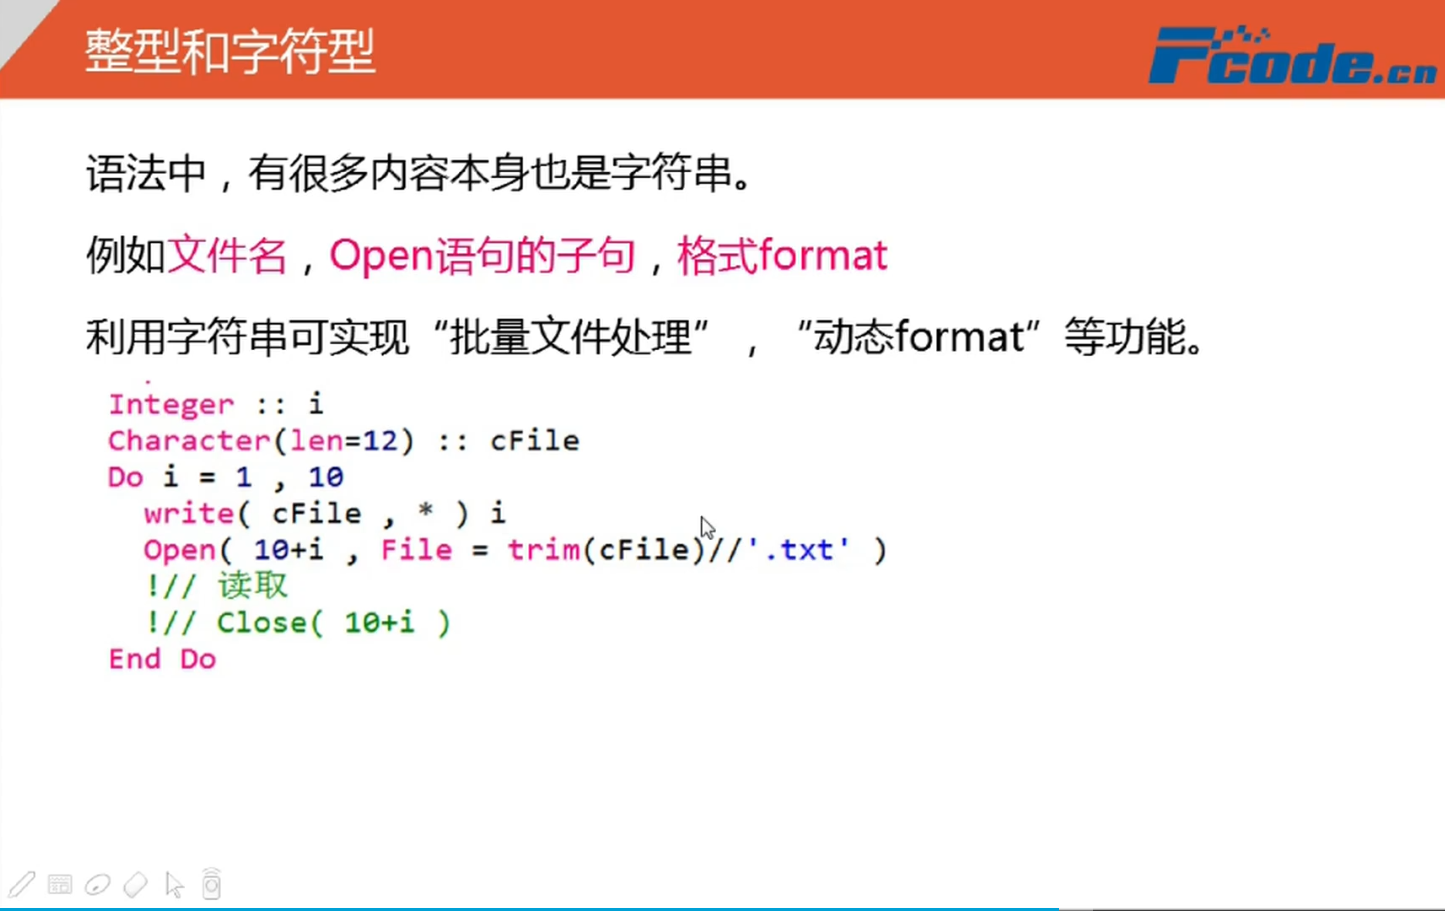 整型和字符型
Fcode.cn
语法中，有很多内容本身也是字符串。
例如文件名，Open语句的子句，格式format
利用字符串可实现“批量文件处理”，“动态format”等功能。
Integer :: i
Character(len=12) :: cFile
Do i = 1 , 10
write( cFile , * ) i
Open( 10+i , File = trim(cFile)//'.txt' )
!// 读取
!// Close( 10+i )
End Do